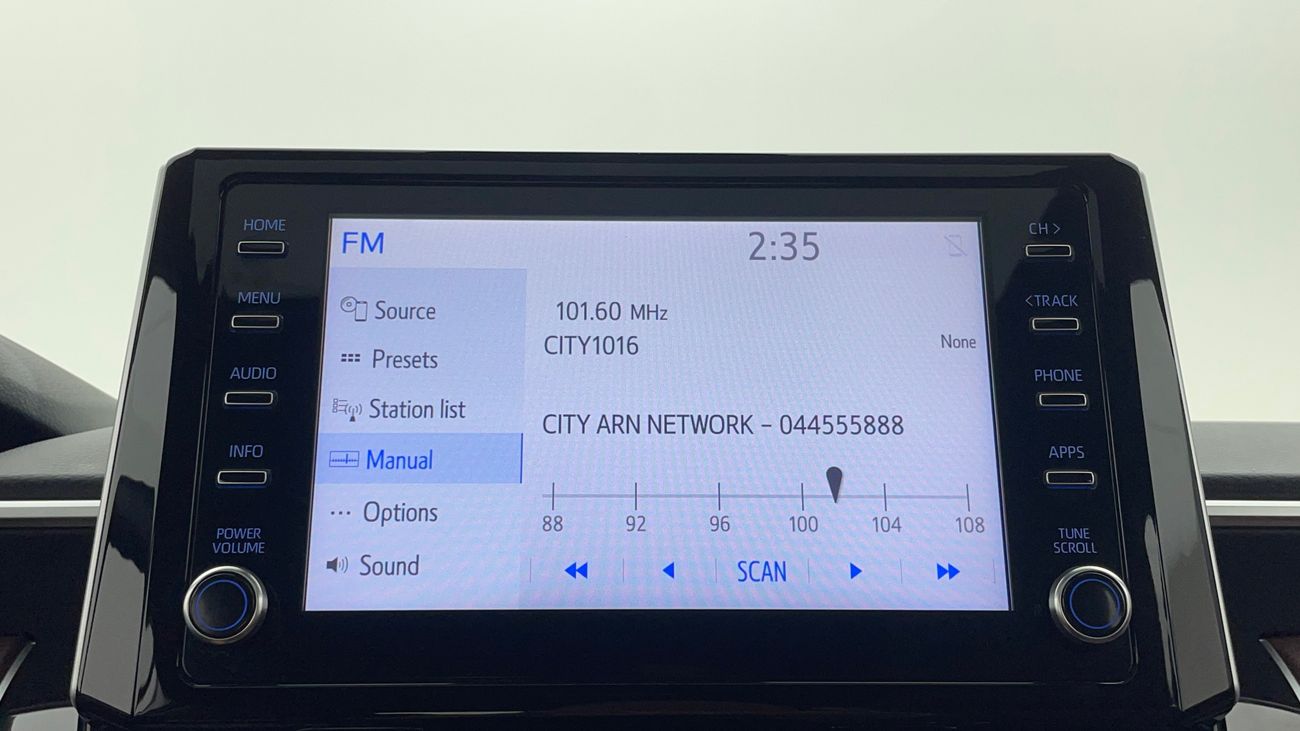 HOME
MENU
AUDIO
INFO
POWER
VOLUME
FM
2:35
Source
Presets
Station list
Manual
Options
Sound
101.60 MHz
CITY1016
None
CITY ARN NETWORK – 044555888
88 92 96 100 104 108
SCAN
CH >
<TRACK
PHONE
APPS
TUNE
SCROLL